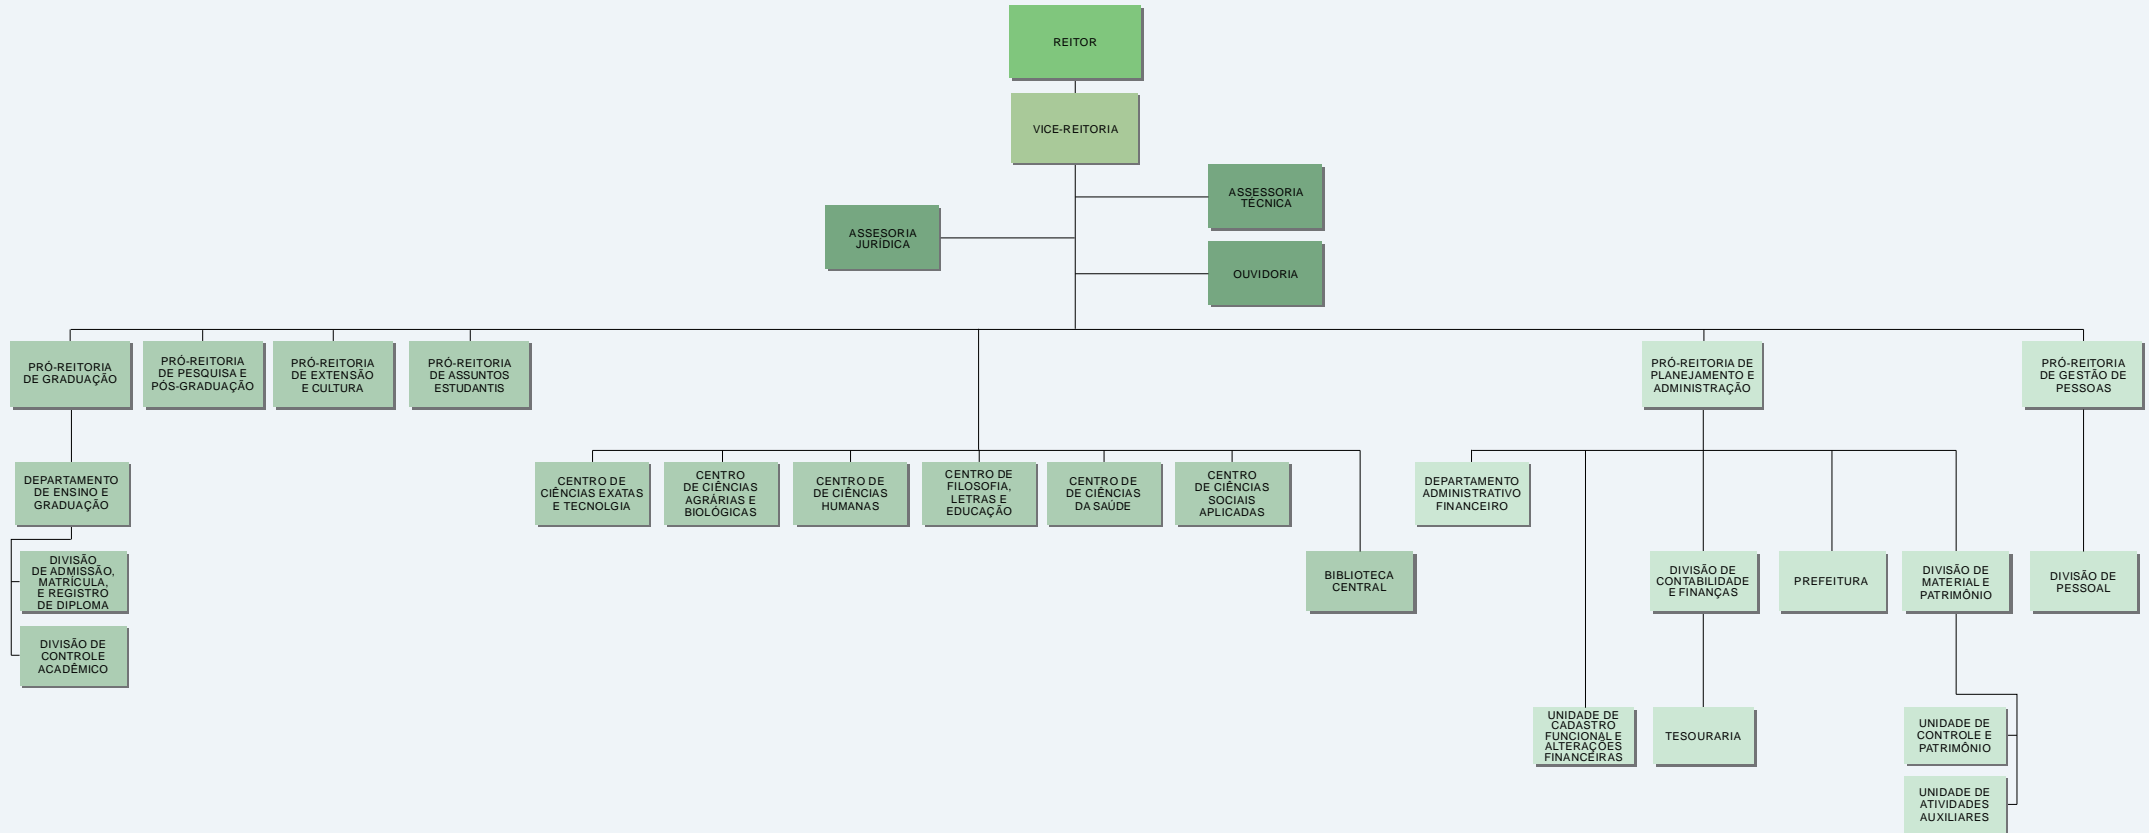 REITOR
VICE-REITORIA
ASSESSORIA
TÉCNICA
ASSESORIA
JURÍDICA
OUVIDORIA
PRÓ-REITORIA
DE GRADUAÇÃO
PRÓ-REITORIA
DE PESQUISA E
PÓS-GRADUAÇÃO
PRÓ-REITORIA
DE EXTENSÃO
E CULTURA
PRÓ-REITORIA
DE ASSUNTOS
ESTUDANTIS
PRÓ-REITORIA DE
PLANEJAMENTO E
ADMINISTRAÇÃO
PRÓ-REITORIA
DE GESTÃO DE
PESSOAS
DEPARTAMENTO
DE ENSINO E
GRADUAÇÃO
CENTRO DE
CIÊNCIAS EXATAS
E TECNOLGIA
CENTRO
DE CIÊNCIAS
AGRÁRIAS E
BIOLÓGICAS
CENTRO DE
DE CIÊNCIAS
HUMANAS
CENTRO DE
FILOSOFIA,
LETRAS E
EDUCAÇÃO
CENTRO DE
DE CIÊNCIAS
DA SAÚDE
CENTRO
DE CIÊNCIAS
SOCIAIS
APLICADAS
DEPARTAMENTO
ADMINISTRATIVO
FINANCEIRO
DIVISÃO
DE ADMISSÃO,
MATRÍCULA,
E REGISTRO
DE DIPLOMA
BIBLIOTECA
CENTRAL
DIVISÃO DE
CONTABILIDADE
E FINANÇAS
PREFEITURA
DIVISÃO DE
MATERIAL E
PATRIMÔNIO
DIVISÃO DE
PESSOAL
DIVISÃO DE
CONTROLE
ACADÊMICO
UNIDADE DE
CADASTRO
FUNCIONAL E
ALTERAÇÕES
FINANCEIRAS
TESOURARIA
UNIDADE DE
CONTROLE E
PATRIMÔNIO
UNIDADE DE
ATIVIDADES
AUXILIARES